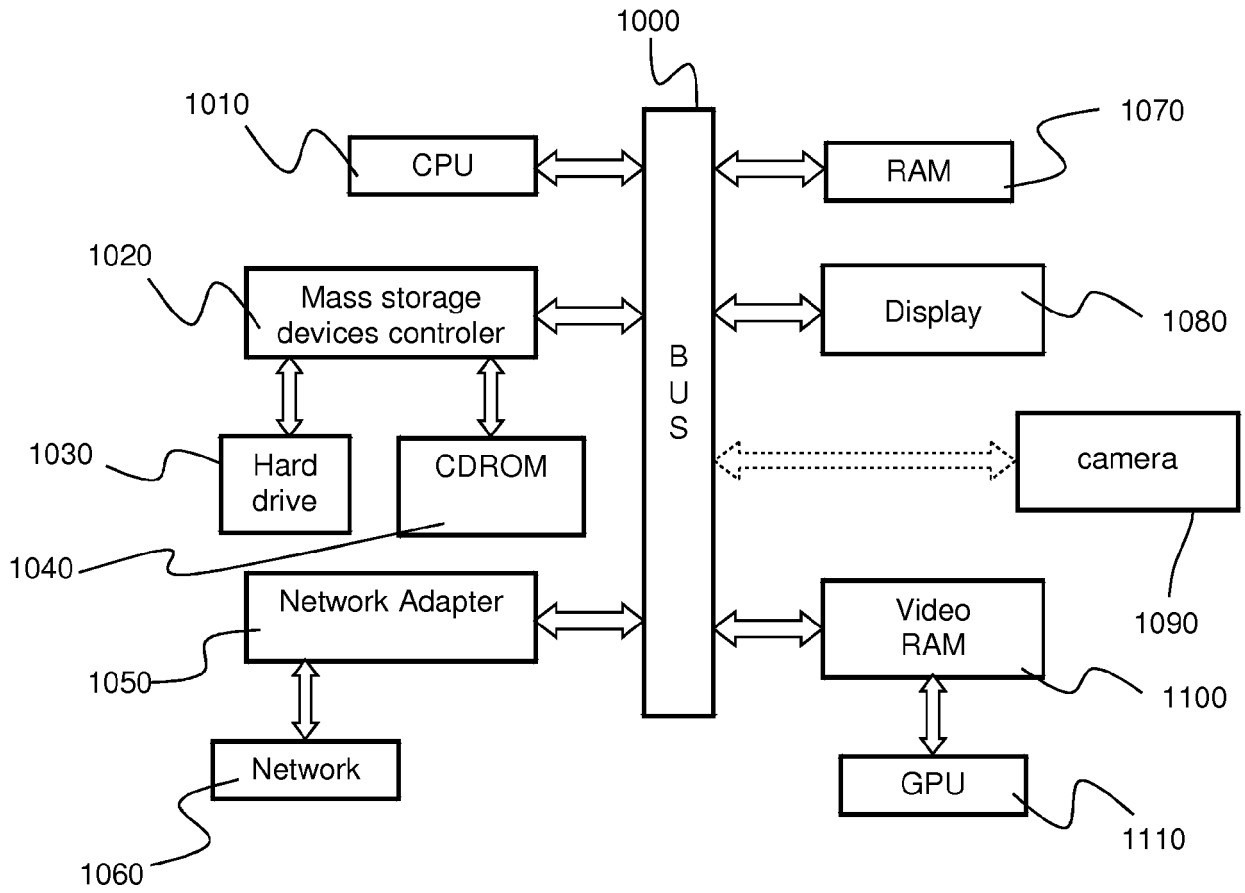 1000
1010
CPU
1070
RAM
1020
Mass storage
devices controler
Display
1080
B
U
S
1030
Hard
drive
CDROM
camera
1040
1090
Network Adapter
1050
Video
RAM
1100
Network
1060
GPU
1110